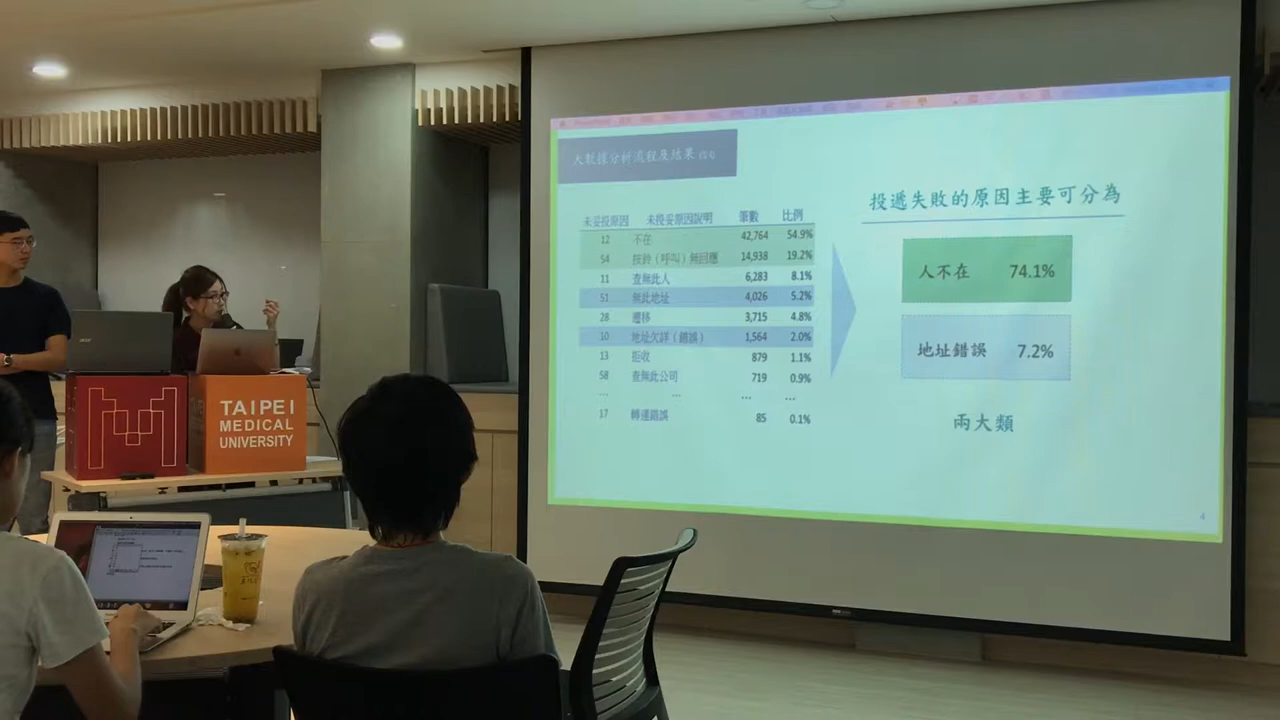 大數據分析流程及結果
投遞失敗的原因主要可分為
未妥投原因 未投妥原因說明 筆數 比例
12 不在 42,764 54.9%
54 按鈴（呼叫）無回應 14,938 19.2%
11 查無此人 6,283 8.1%
51 無此地址 4,026 5.2%
28 遷移 3,715 4.8%
10 地址欠詳（錯誤） 1,564 2.0%
13 拒收 879 1.1%
58 查無此公司 719 0.9%
... ... ... ...
17 轉運錯誤 85 0.1%
人不在 74.1%
地址錯誤 7.2%
兩大類
4
TAIPEI
MEDICAL
UNIVERSITY
acer